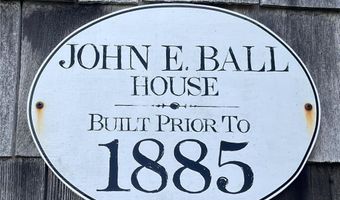 JOHN E. BALL
HOUSE
BUILT PRIOR TO
1885